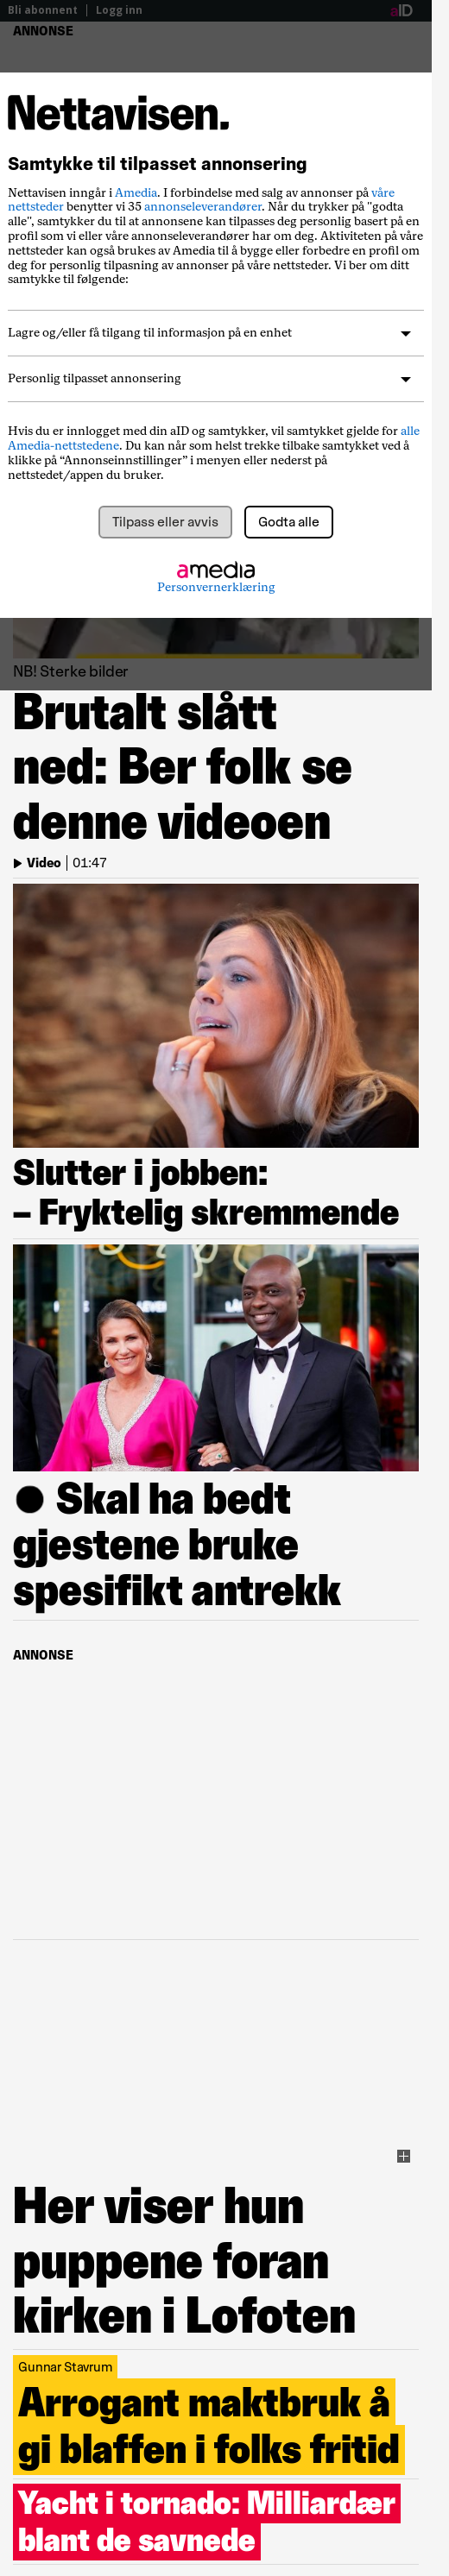 Bli abonnent | Logg inn
aID
ANNONSE
Nettavisen.
Samtykke til tilpasset annonsering
Nettavisen inngår i Amedia. I forbindelse med salg av annonser på våre
nettsteder benytter vi 35 annonseleverandører. Når du trykker på "godta
alle", samtykker du til at annonsene kan tilpasses deg personlig basert på en
profil som vi eller våre annonseleverandører har om deg. Aktiviteten på våre
nettsteder kan også brukes av Amedia til å bygge eller forbedre en profil om
deg for personlig tilpasning av annonser på våre nettsteder. Vi ber om ditt
samtykke til følgende:
Lagre og/eller få tilgang til informasjon på en enhet
Personlig tilpasset annonsering
Hvis du er innlogget med din aID og samtykker, vil samtykket gjelde for alle
Amedia-nettstedene. Du kan når som helst trekke tilbake samtykket ved å
klikke på “Annonseinnstillinger” i menyen eller nederst på
nettstedet/appen du bruker.
Tilpass eller avvis
Godta alle
amedia
Personvernerklæring
NB! Sterke bilder
Brutalt slått
ned: Ber folk se
denne videoen
Video | 01:47
Slutter i jobben:
– Fryktelig skremmende
Skal ha bedt
gjestene bruke
spesifikt antrekk
ANNONSE
Her viser hun
puppene foran
kirken i Lofoten
Gunnar Stavrum
Arrogant maktbruk å
gi blaffen i folks fritid
Yacht i tornado: Milliardær
blant de savnede